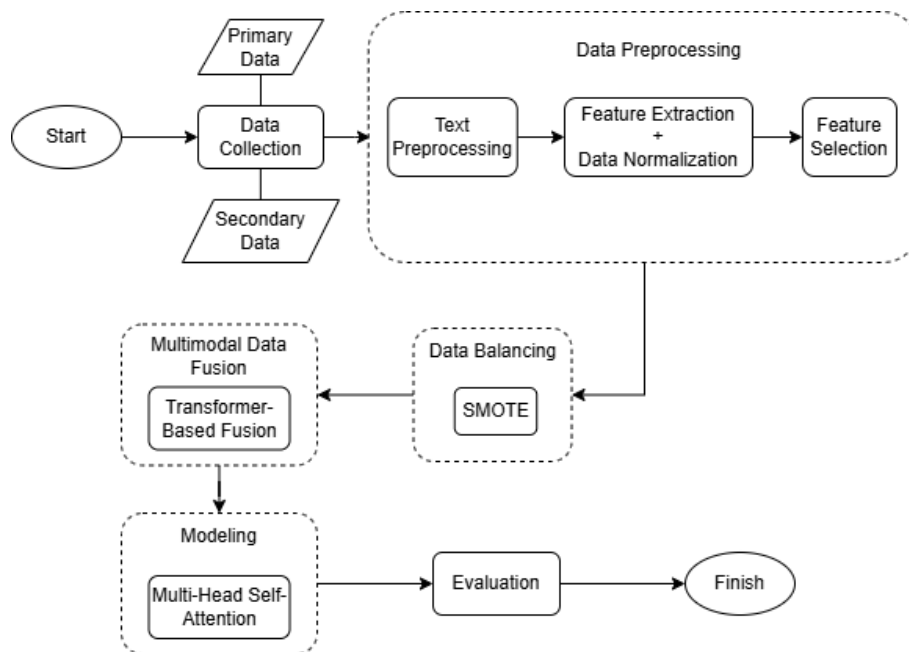 Primary
Data
Data Preprocessing
Start
Data
Collection
Text
Preprocessing
Feature Extraction
+
Data Normalization
Feature
Selection
Secondary
Data
Multimodal Data
Fusion
Transformer-
Based Fusion
Data Balancing
SMOTE
Modeling
Multi-Head Self-
Attention
Evaluation
Finish